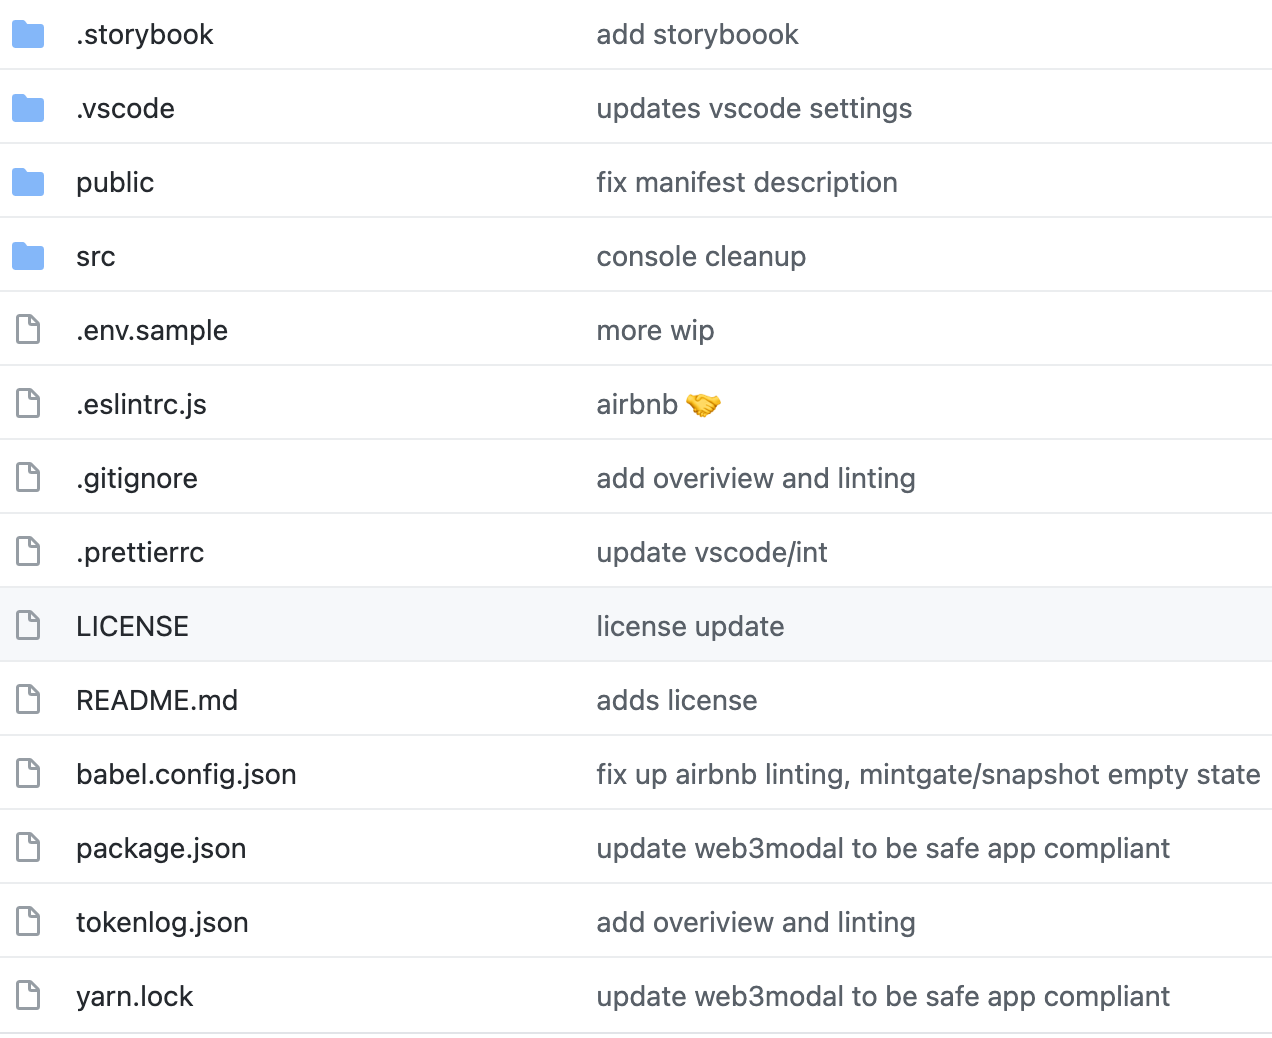 .storybook add storyboook
.vscode updates vscode settings
public fix manifest description
src console cleanup
.env.sample more wip
.eslintrc.js airbnb 🤝
.gitignore add overiview and linting
.prettierrc update vscode/int
LICENSE license update
README.md adds license
babel.config.json fix up airbnb linting, mintgate/snapshot empty state
package.json update web3modal to be safe app compliant
tokenlog.json add overiview and linting
yarn.lock update web3modal to be safe app compliant